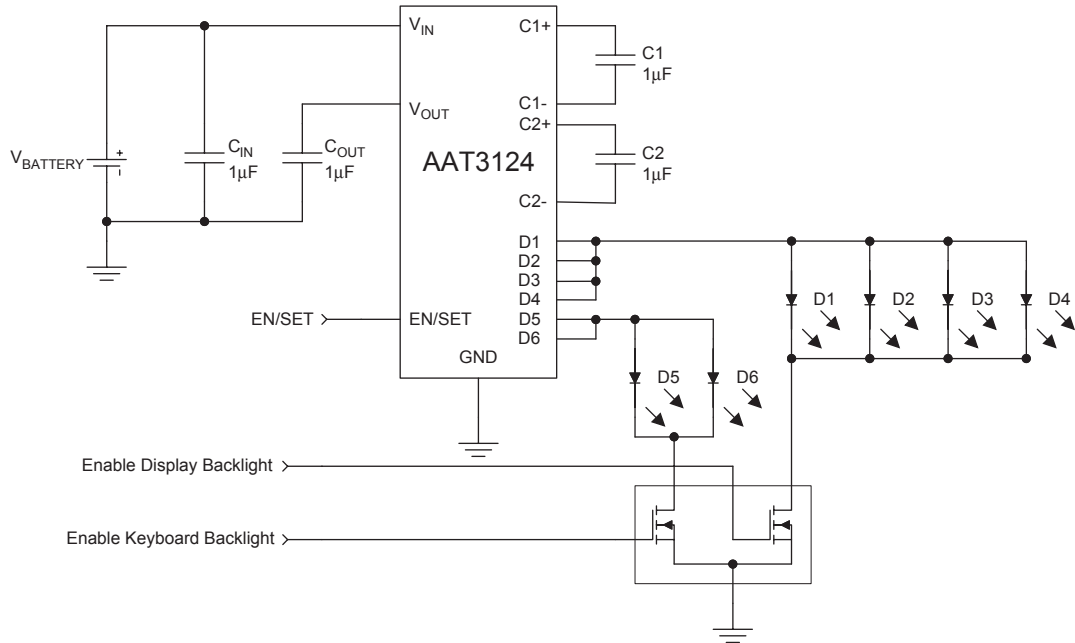 V_IN
V_OUT
AAT3124
C1+
C1-
C2+
C2-
C1
1µF
C2
1µF
V_BATTERY
+
-
C_IN
1µF
C_OUT
1µF
D1
D2
D3
D4
D5
D6
EN/SET
EN/SET
GND
D1
D2
D3
D4
D5
D6
Enable Display Backlight
Enable Keyboard Backlight